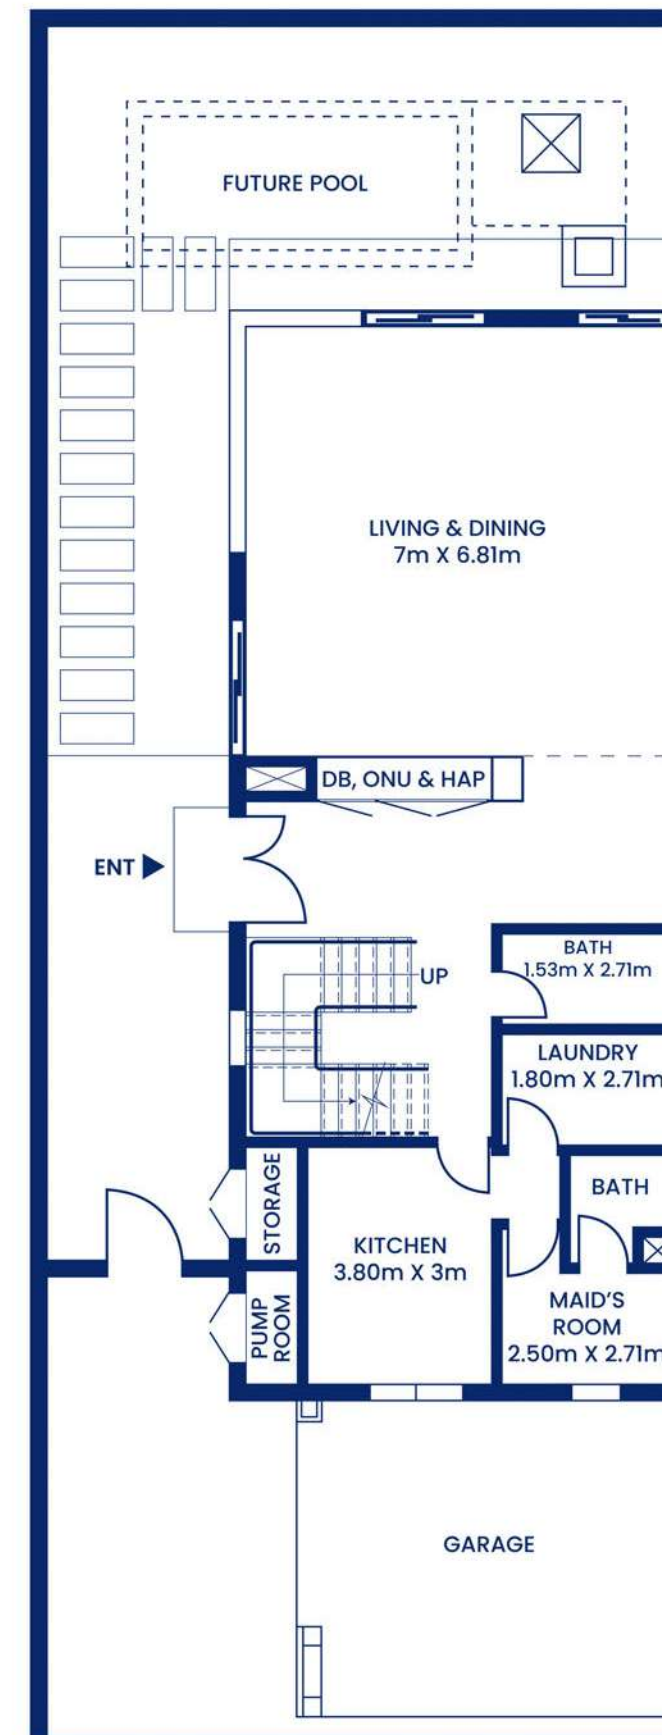 FUTURE POOL
LIVING & DINING
7m X 6.81m
DB, ONU & HAP
ENT
UP
BATH
1.53m X 2.71m
LAUNDRY
1.80m X 2.71m
STORAGE
BATH
KITCHEN
3.80m X 3m
PUMP
ROOM
MAID'S
ROOM
2.50m X 2.71m
GARAGE